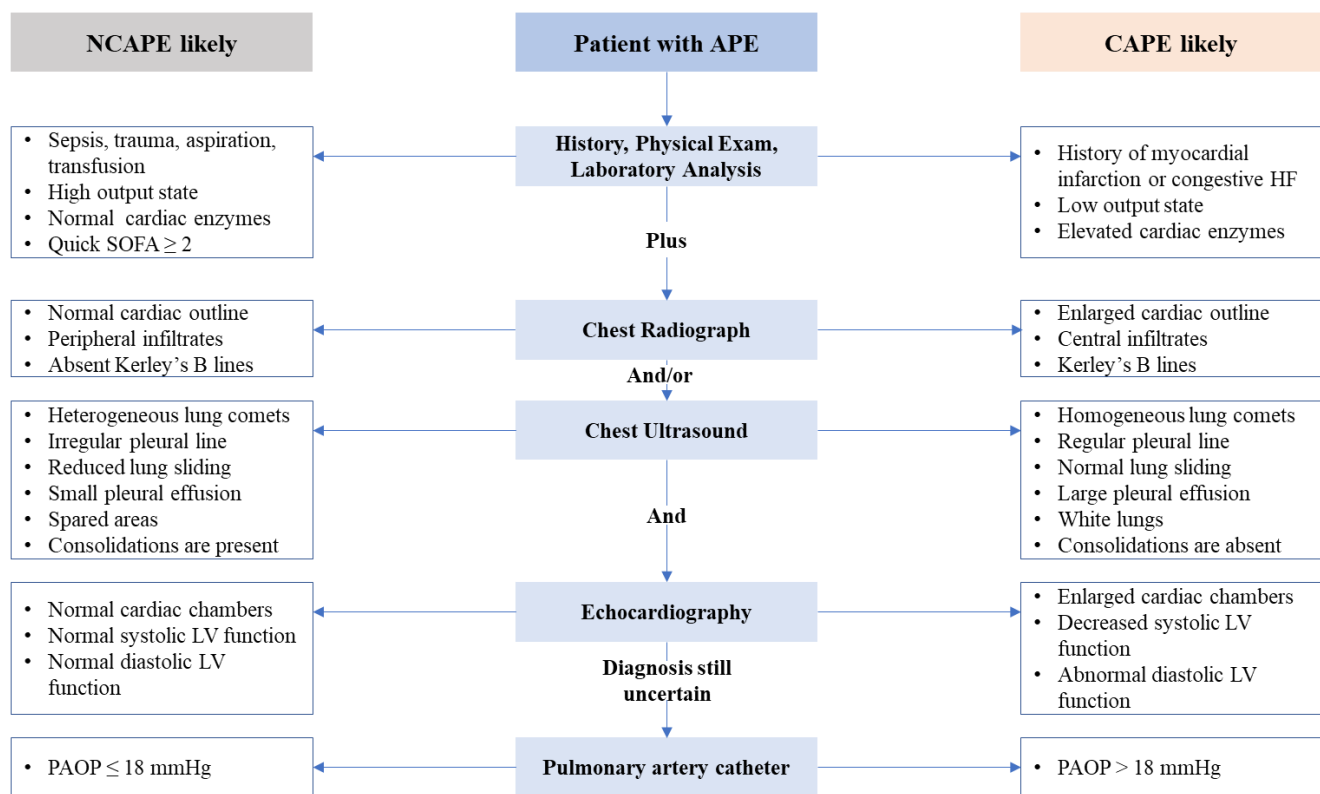 NCAPE likely
Patient with APE
CAPE likely
• Sepsis, trauma, aspiration,
transfusion
• High output state
• Normal cardiac enzymes
• Quick SOFA ≥ 2
History, Physical Exam,
Laboratory Analysis
• History of myocardial
infarction or congestive HF
• Low output state
• Elevated cardiac enzymes
Plus
• Normal cardiac outline
• Peripheral infiltrates
• Absent Kerley’s B lines
Chest Radiograph
• Enlarged cardiac outline
• Central infiltrates
• Kerley’s B lines
And/or
• Heterogeneous lung comets
• Irregular pleural line
• Reduced lung sliding
• Small pleural effusion
• Spared areas
• Consolidations are present
Chest Ultrasound
• Homogeneous lung comets
• Regular pleural line
• Normal lung sliding
• Large pleural effusion
• White lungs
• Consolidations are absent
And
• Normal cardiac chambers
• Normal systolic LV function
• Normal diastolic LV
function
Echocardiography
• Enlarged cardiac chambers
• Decreased systolic LV
function
• Abnormal diastolic LV
function
Diagnosis still
uncertain
• PAOP ≤ 18 mmHg
Pulmonary artery catheter
• PAOP > 18 mmHg